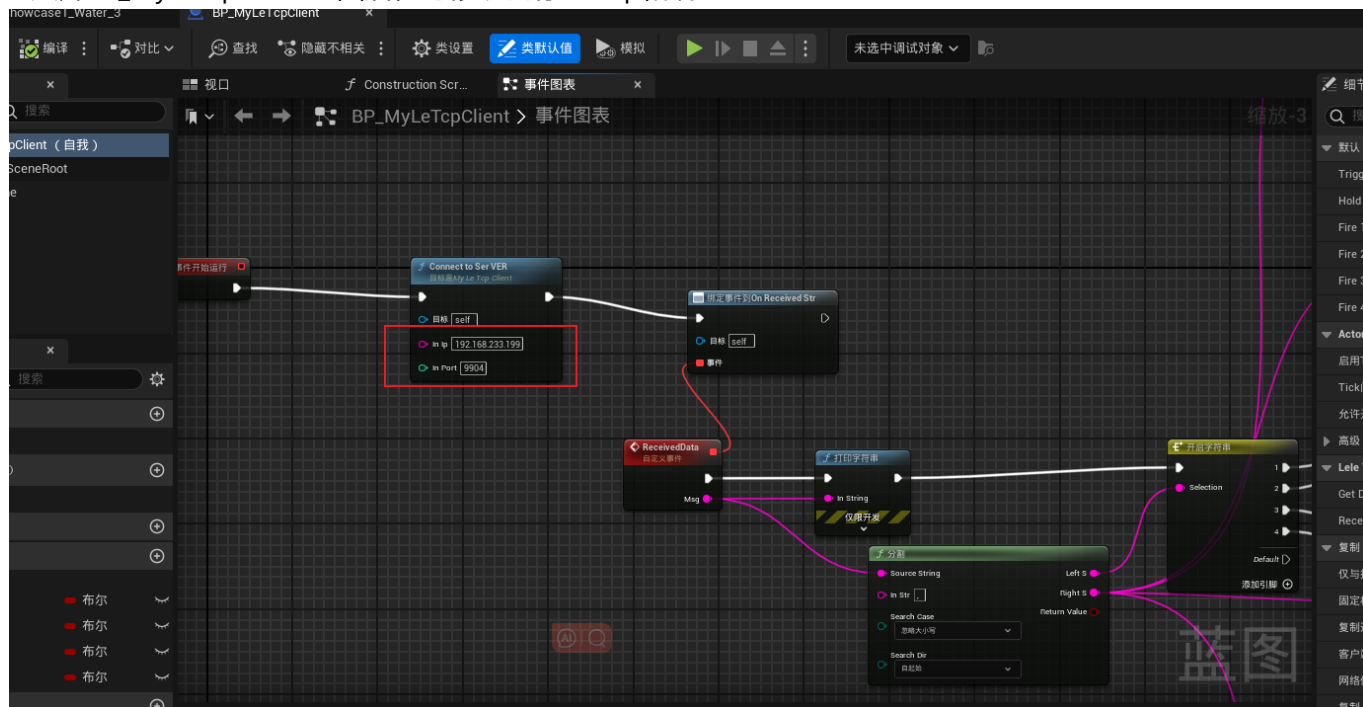 howcase1_Water_3
BP_MyLeTcpClient
编译
对比
查找
隐藏不相关
类设置
类默认值
模拟
未选中调试对象
视口
Construction Scr...
事件图表
细节
搜索
BP_MyLeTcpClient > 事件图表
缩放-3
pClient （自我）
默认
SceneRoot
Trigg
Hold
Fire
Fire
Fire
Fire
Actor
事件开始运行
Connect to Ser VER
目标是My Le Tcp Client
目标 self
In Ip 192.168.233.199
In Port 9904
绑定事件到On Received Str
目标 self
事件
搜索
启用T
Tick
允许
高级
Lele
Get D
Rece
复制
仅与
固定
复制
客户
网络
ReceivedData
自定义事件
Msg
打印字符串
In String
仅限开发
开启字符串
Selection
1
2
3
4
Default
添加引脚
分割
Source String
Left S
In Str ,
Right S
Search Case
Return Value
忽略大小写
Search Dir
自起始
布尔
布尔
布尔
布尔
AI
蓝图